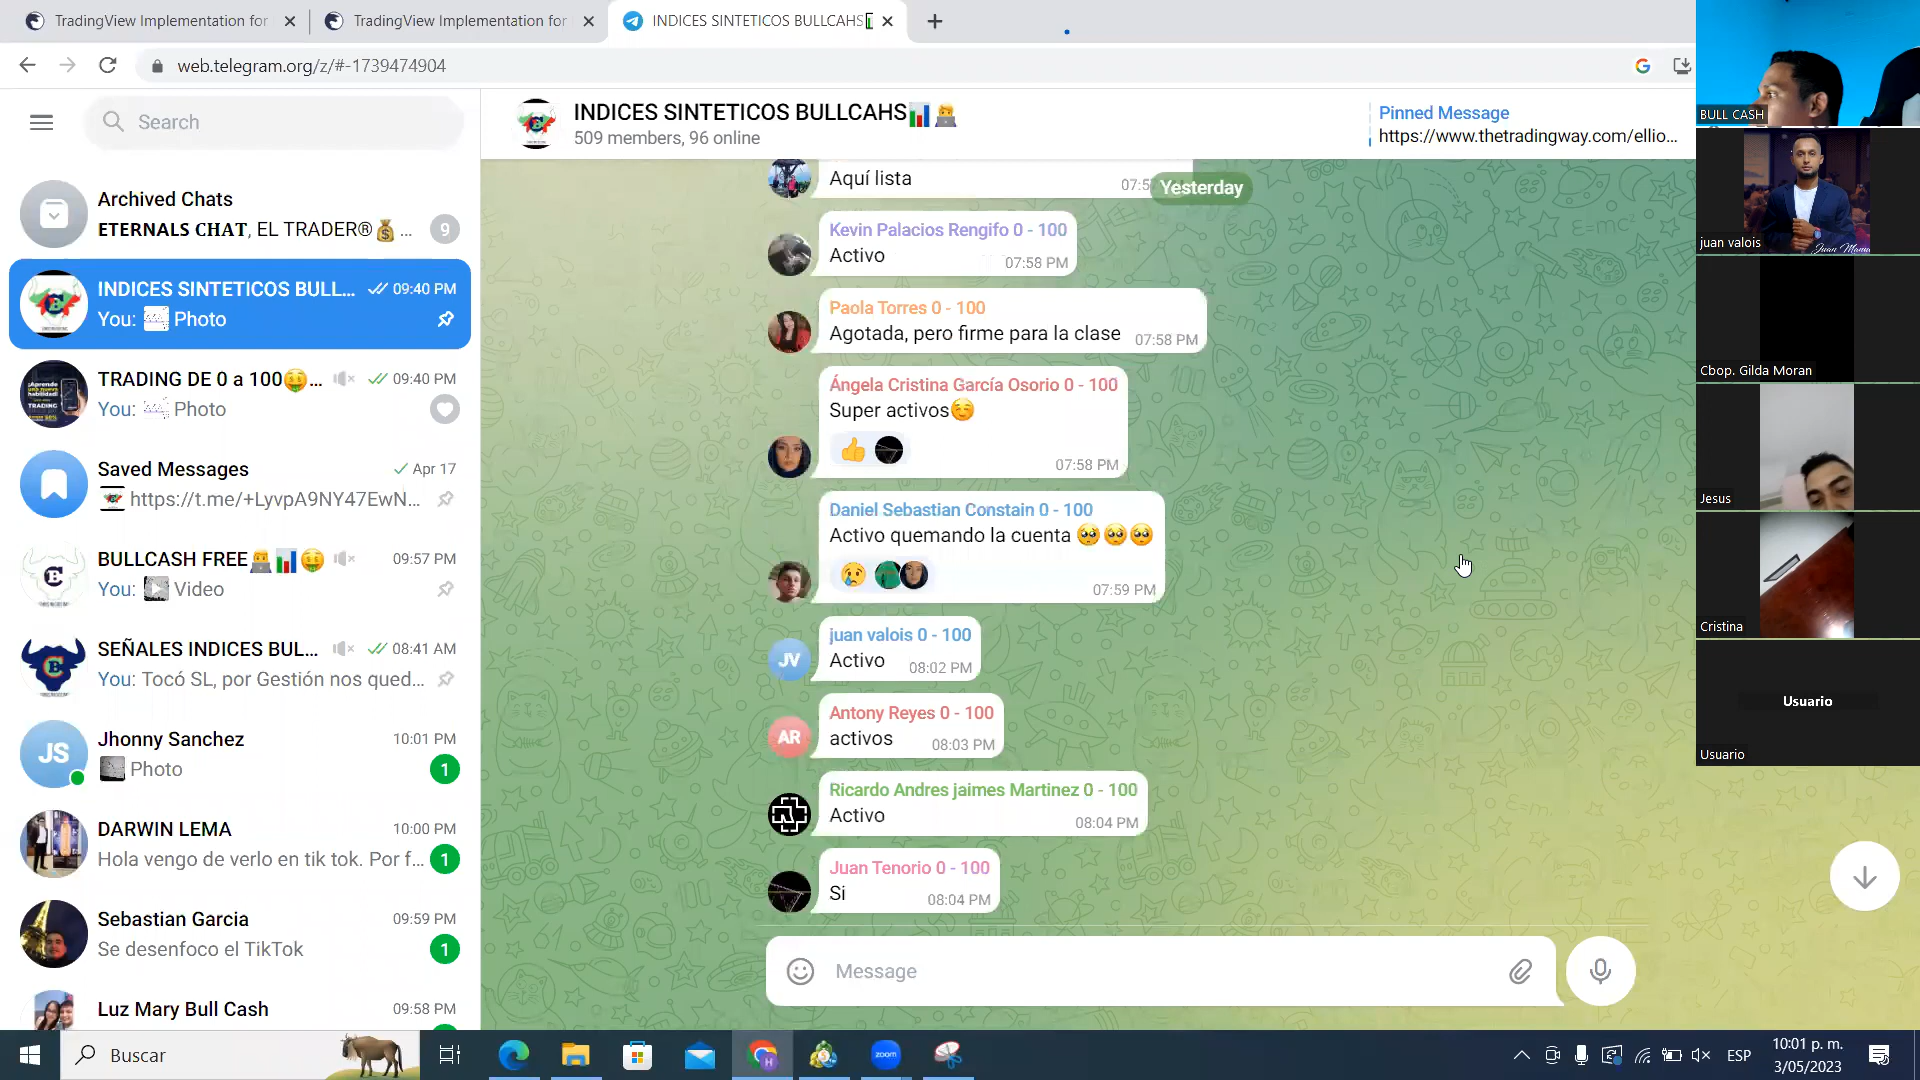 TradingView Implementation for
TradingView Implementation for
INDICES SINTETICOS BULLCAHS
web.telegram.org/z/#-1739474904
Search
Archived Chats
ETERNALS CHAT, EL TRADER®💰 ...
9
INDICES SINTETICOS BULL... 09:40 PM
You: Photo
TRADING DE 0 a 100🤑... 09:40 PM
You: Photo
Saved Messages Apr 17
https://t.me/+LyvpA9NY47EwN...
BULLCASH FREE👨‍💻📊🤑 09:57 PM
You: Video
SEÑALES INDICES BUL... 08:41 AM
You: Tocó SL, por Gestión nos qued...
JS
Jhonny Sanchez 10:01 PM
Photo 1
DARWIN LEMA 10:00 PM
Hola vengo de verlo en tik tok. Por f... 1
Sebastian Garcia 09:59 PM
Se desenfoco el TikTok 1
Luz Mary Bull Cash 09:58 PM
INDICES SINTETICOS BULLCAHS📊👨‍💻
509 members, 96 online
Pinned Message
https://www.thetradingway.com/ellio...
Yesterday
Aquí lista 07:5
Kevin Palacios Rengifo 0 - 100
Activo 07:58 PM
Paola Torres 0 - 100
Agotada, pero firme para la clase 07:58 PM
Ángela Cristina García Osorio 0 - 100
Super activos☺️
👍
07:58 PM
Daniel Sebastian Constain 0 - 100
Activo quemando la cuenta 🥺🥺🥺
😢
07:59 PM
JV
juan valois 0 - 100
Activo 08:02 PM
AR
Antony Reyes 0 - 100
activos 08:03 PM
Ricardo Andres jaimes Martinez 0 - 100
Activo 08:04 PM
Juan Tenorio 0 - 100
Si 08:04 PM
Message
BULL CASH
juan valois
Cbop. Gilda Moran
Jesus
Cristina
Usuario
Usuario
Buscar
zoom
ESP
10:01 p. m.
3/05/2023